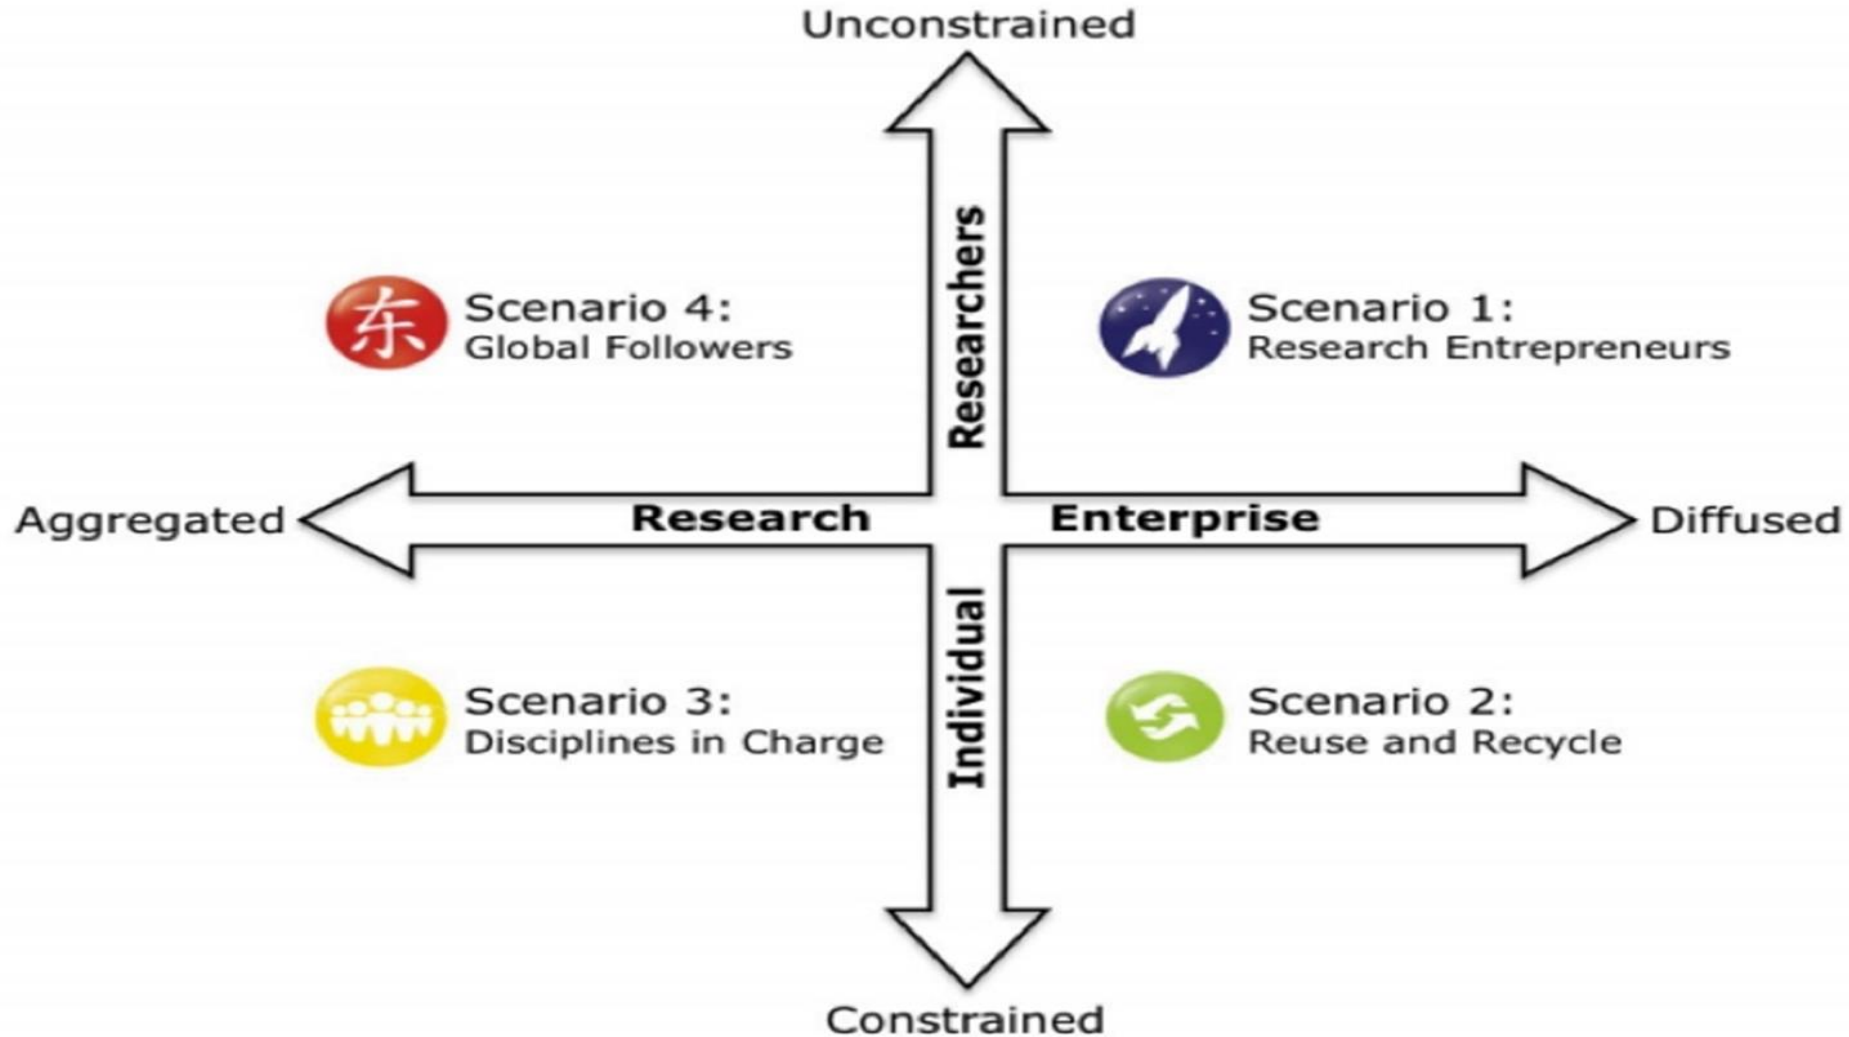 Unconstrained
Researchers
东
Scenario 4:
Global Followers
Scenario 1:
Research Entrepreneurs
Aggregated
Research
Enterprise
Diffused
Individual
Scenario 3:
Disciplines in Charge
Scenario 2:
Reuse and Recycle
Constrained